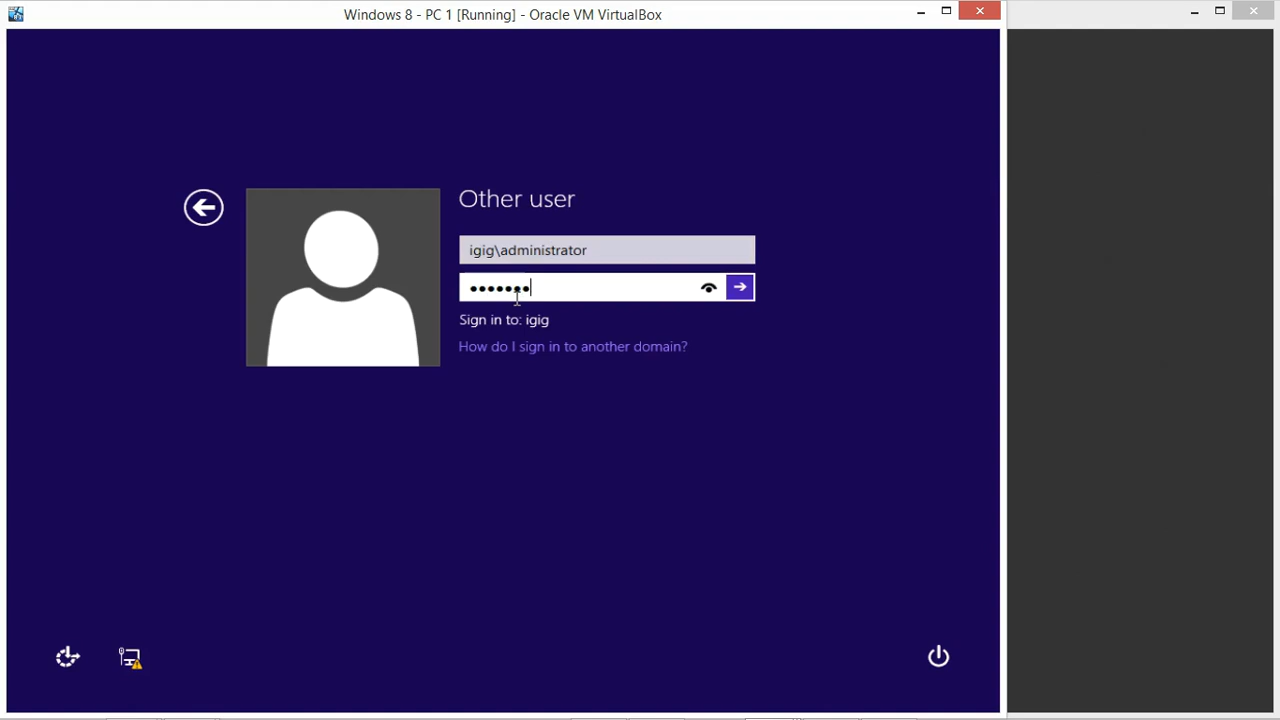 Windows 8 - PC 1 [Running] - Oracle VM VirtualBox
Other user
igig\administrator
•••••••
Sign in to: igig
How do I sign in to another domain?